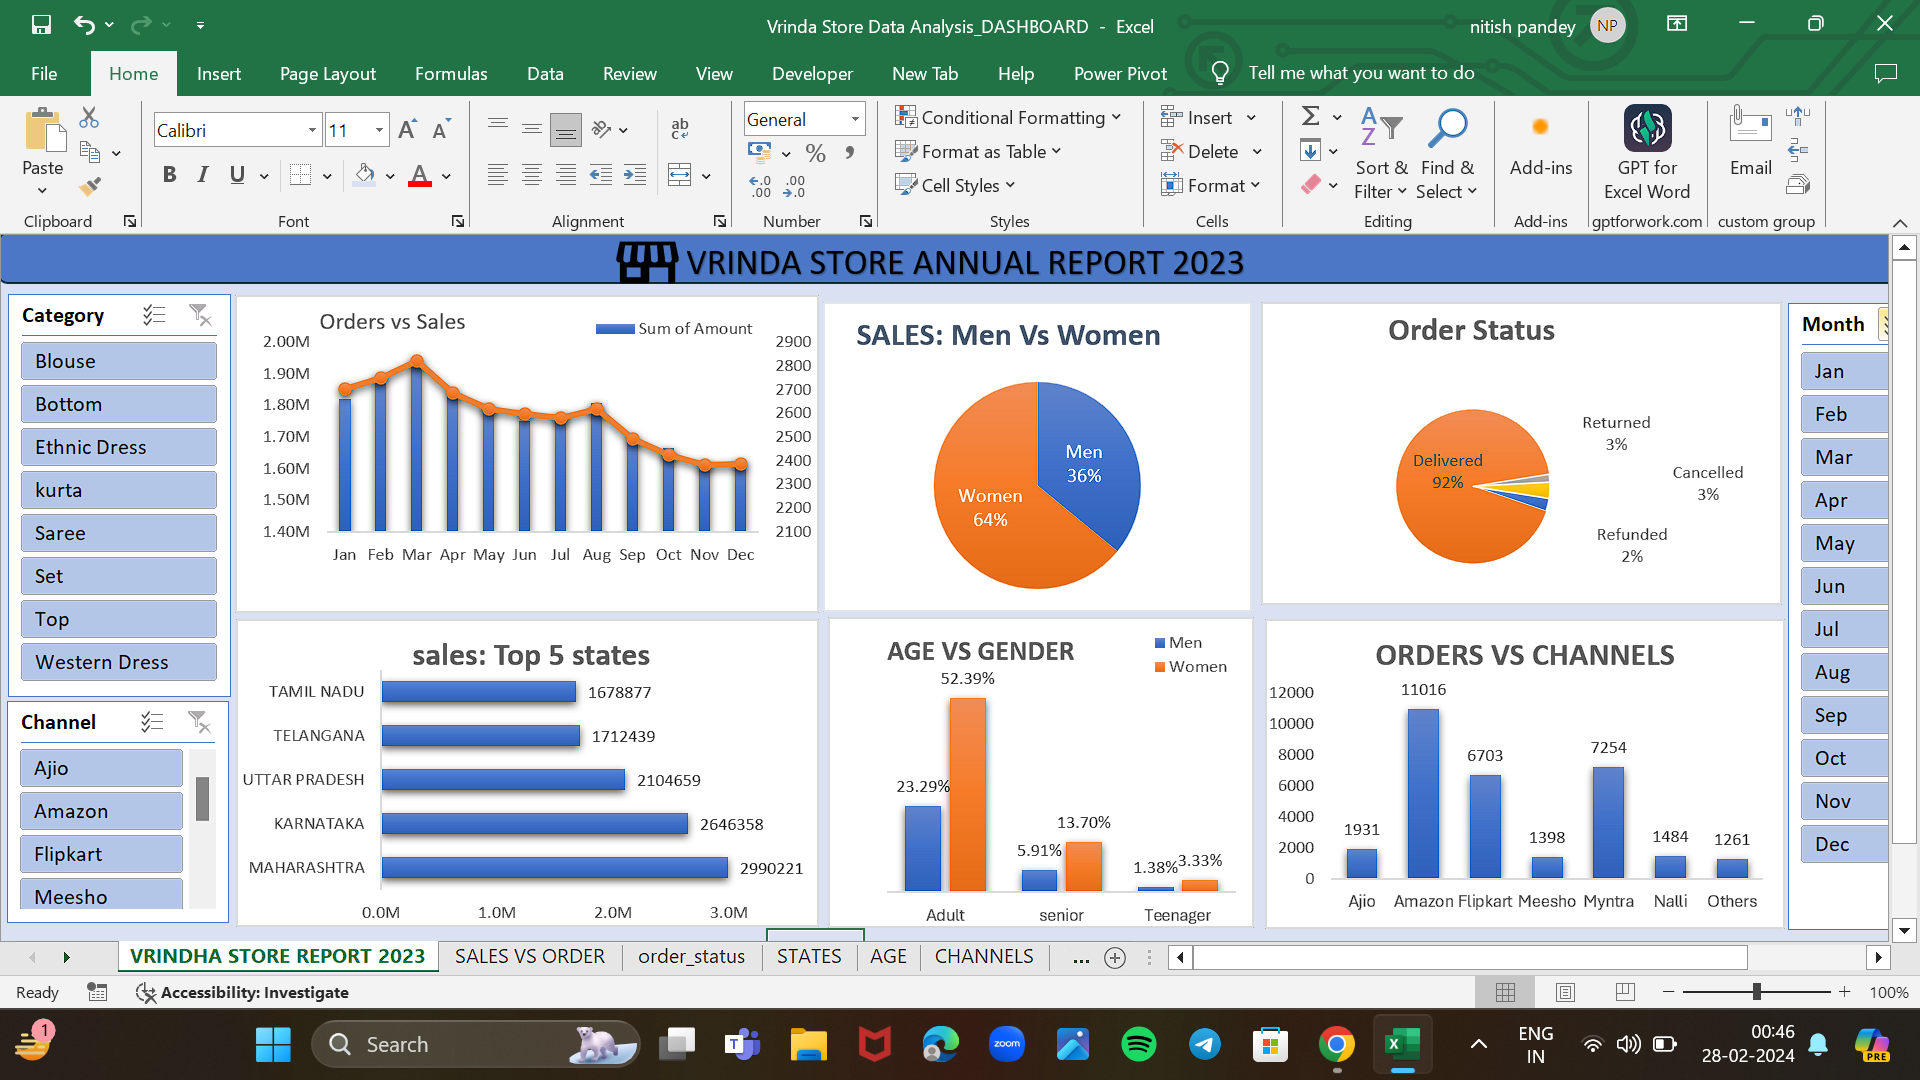 Vrinda Store Data Analysis_DASHBOARD - Excel
nitish pandey
NP
File Home Insert Page Layout Formulas Data Review View Developer New Tab Help Power Pivot Tell me what you want to do
Paste
Clipboard
Calibri
11
A A
B I U A
Font
ab
c
Alignment
General
% ,
.0 .00
.00 .0
Number
Conditional Formatting
Format as Table
Cell Styles
Styles
Insert
Delete
Format
Cells
Σ
A
Z
Sort &
Filter
Find &
Select
Editing
Add-ins
Add-ins
GPT for
Excel Word
gptforwork.com
Email
custom group
VRINDA STORE ANNUAL REPORT 2023
Category
Blouse
Bottom
Ethnic Dress
kurta
Saree
Set
Top
Western Dress
Channel
Ajio
Amazon
Flipkart
Meesho
Orders vs Sales
Sum of Amount
2.00M
1.90M
1.80M
1.70M
1.60M
1.50M
1.40M
2900
2800
2700
2600
2500
2400
2300
2200
2100
Jan Feb Mar Apr May Jun Jul Aug Sep Oct Nov Dec
SALES: Men Vs Women
Men
36%
Women
64%
Order Status
Returned
3%
Delivered
92%
Cancelled
3%
Refunded
2%
Month
Jan
Feb
Mar
Apr
May
Jun
Jul
Aug
Sep
Oct
Nov
Dec
sales: Top 5 states
TAMIL NADU 1678877
TELANGANA 1712439
UTTAR PRADESH 2104659
KARNATAKA 2646358
MAHARASHTRA 2990221
0.0M 1.0M 2.0M 3.0M
AGE VS GENDER
Men
Women
52.39%
23.29%
13.70%
5.91%
1.38% 3.33%
Adult senior Teenager
ORDERS VS CHANNELS
12000
10000
8000
6000
4000
2000
0
1931
11016
6703
1398
7254
1484
1261
Ajio Amazon Flipkart Meesho Myntra Nalli Others
VRINDHA STORE REPORT 2023 SALES VS ORDER order_status STATES AGE CHANNELS ...
Ready
Accessibility: Investigate
100%
1
Search
zoom
ENG
IN
00:46
28-02-2024
PRE